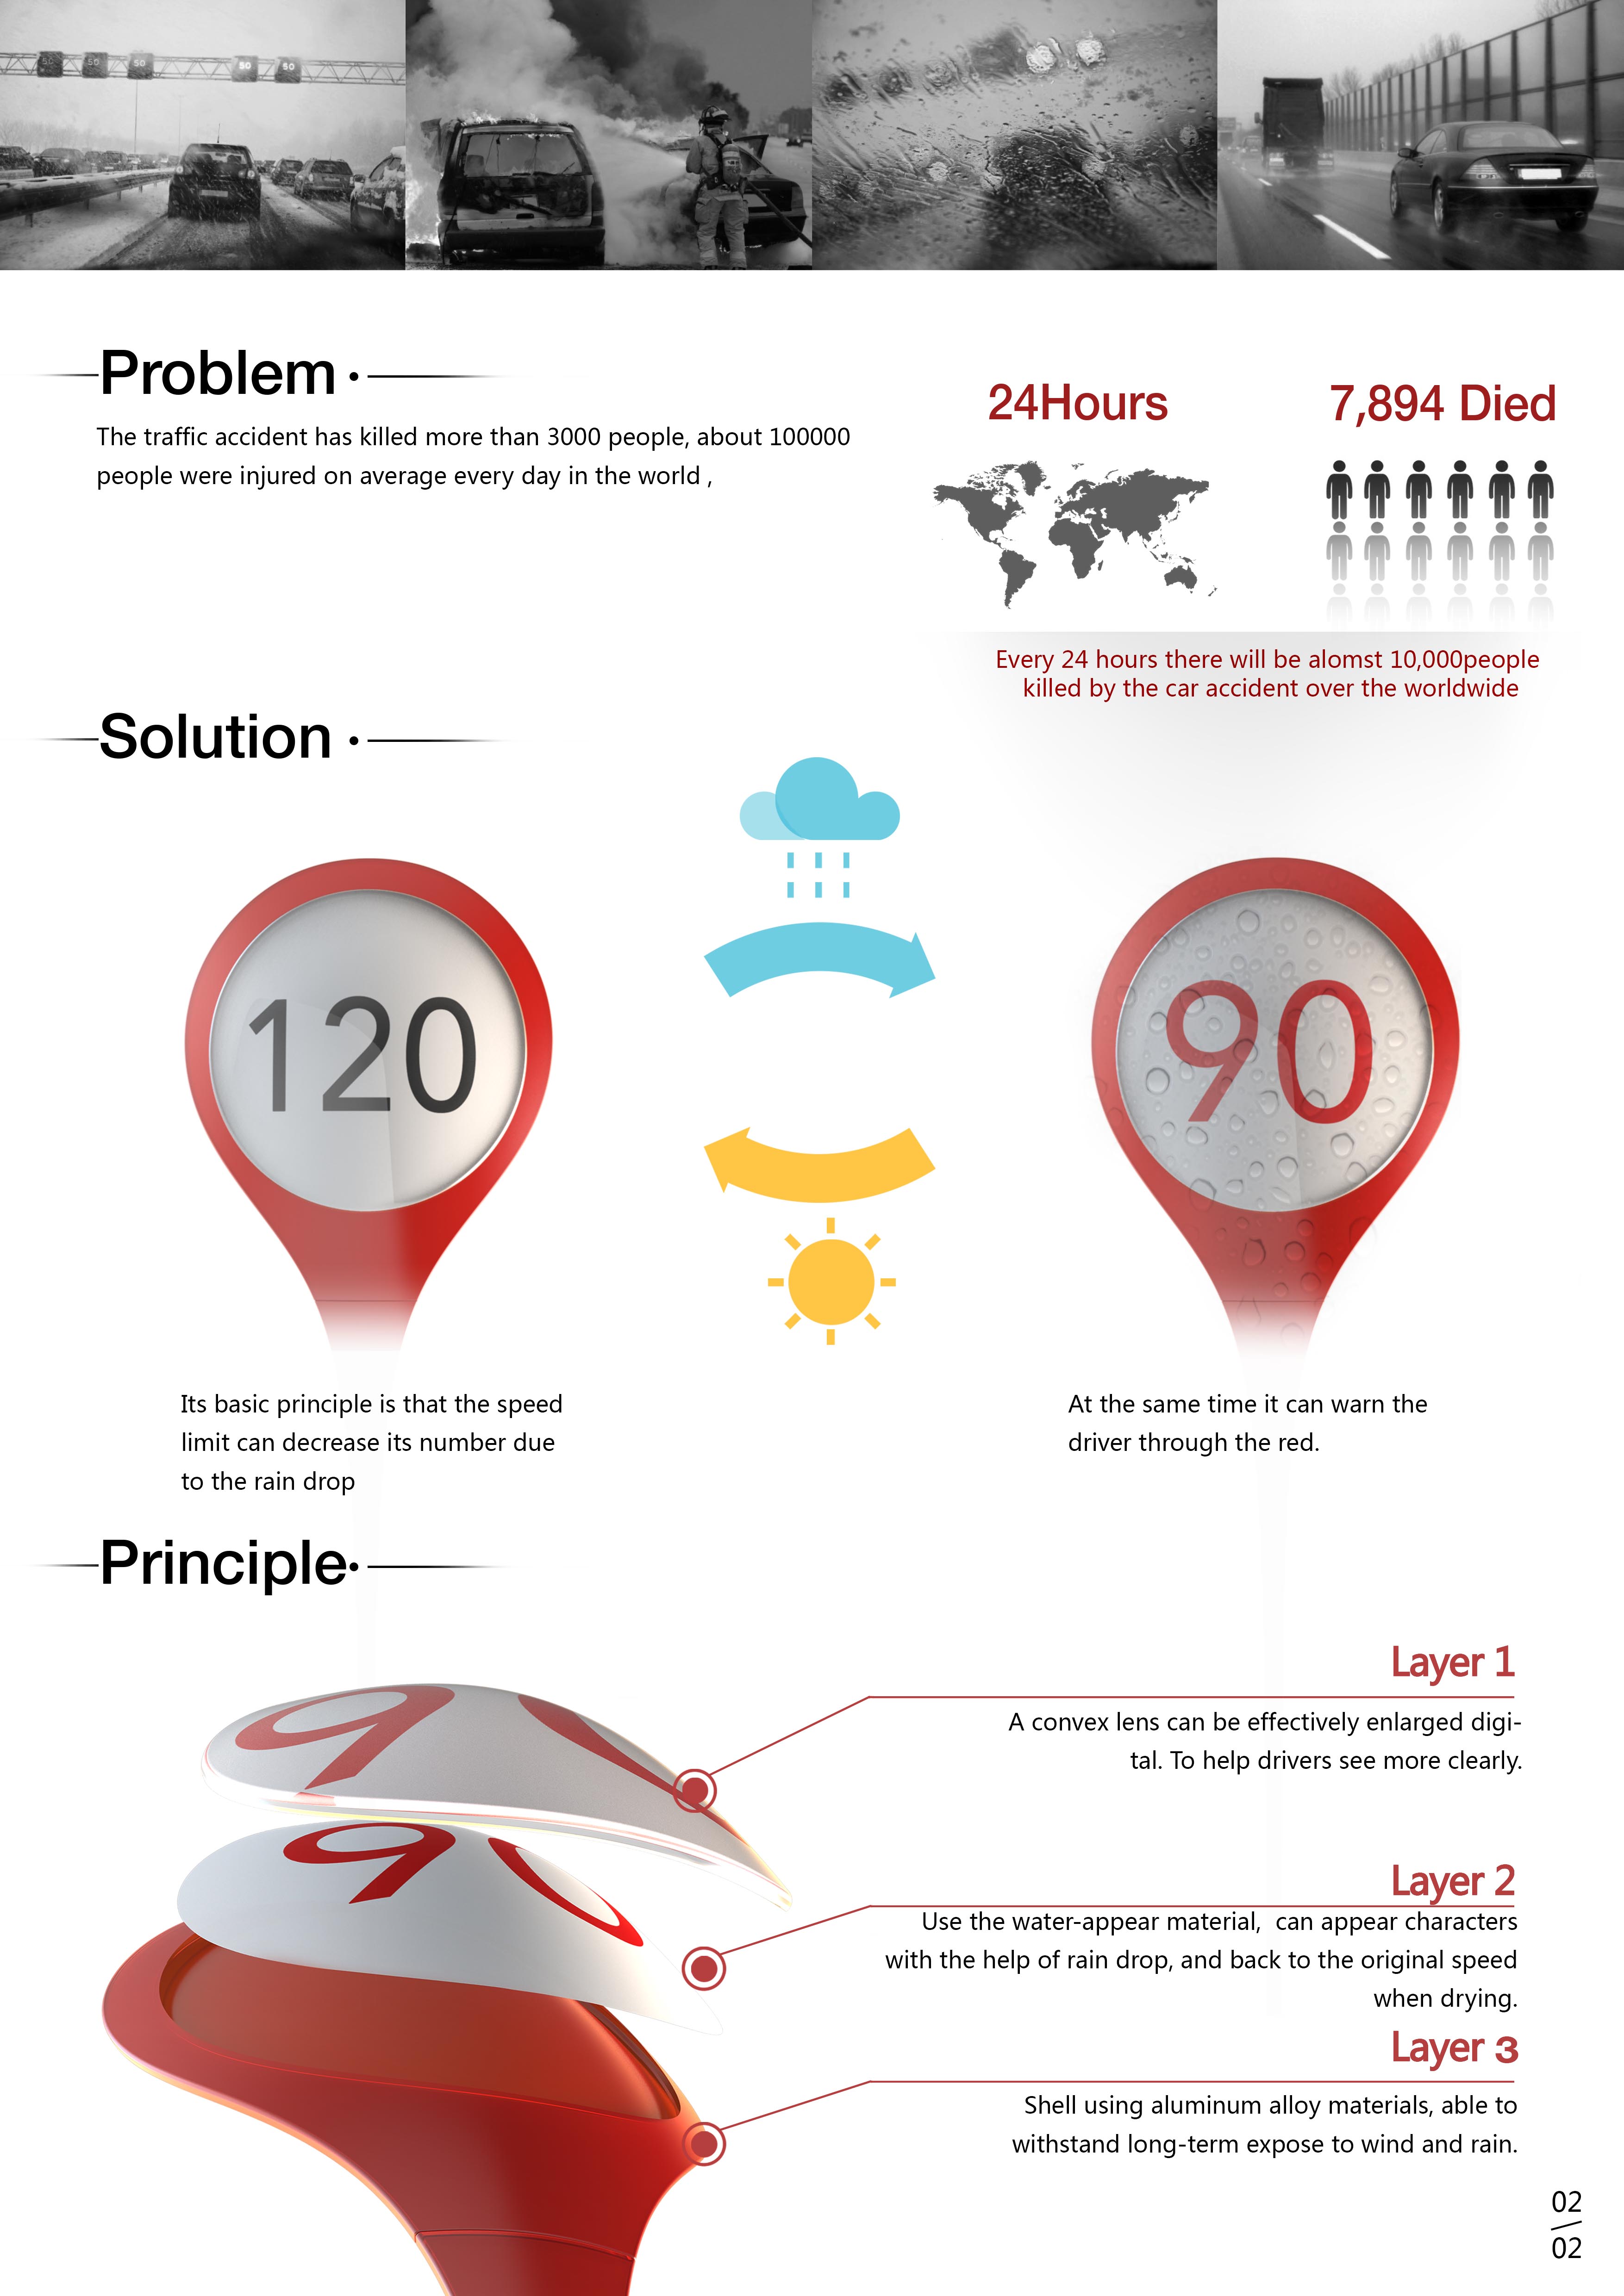 50 50 50 50 50
Problem
The traffic accident has killed more than 3000 people, about 100000
people were injured on average every day in the world ,
24Hours
7,894 Died
Every 24 hours there will be alomst 10,000people
killed by the car accident over the worldwide
Solution
120
90
Its basic principle is that the speed
limit can decrease its number due
to the rain drop
At the same time it can warn the
driver through the red.
Principle
90
90
Layer 1
A convex lens can be effectively enlarged digi-
tal. To help drivers see more clearly.
Layer 2
Use the water-appear material, can appear characters
with the help of rain drop, and back to the original speed
when drying.
Layer 3
Shell using aluminum alloy materials, able to
withstand long-term expose to wind and rain.
02
02